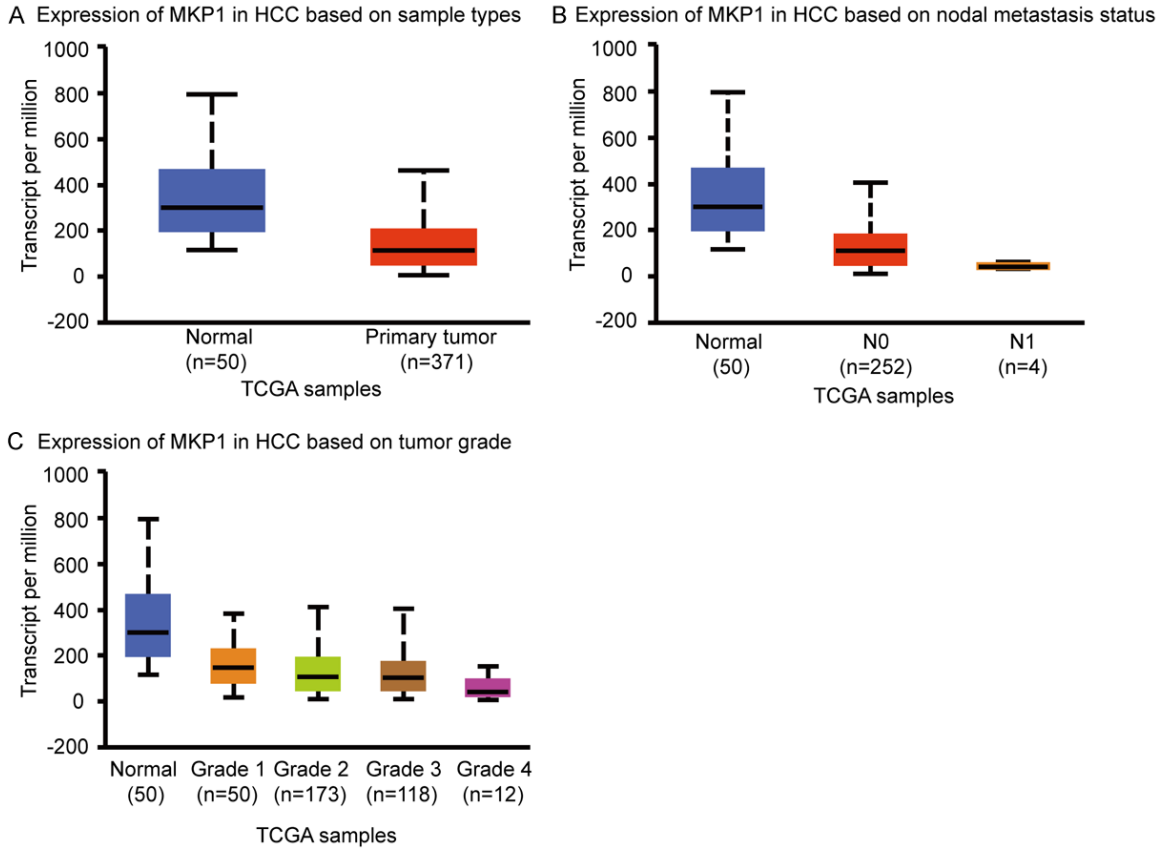 A Expression of MKP1 in HCC based on sample types
Transcript per million
1000
800
600
400
200
0
-200
Normal
(n=50)
Primary tumor
(n=371)
TCGA samples
B Expression of MKP1 in HCC based on nodal metastasis status
Transcript per million
1000
800
600
400
200
0
-200
Normal
(50)
N0
(n=252)
N1
(n=4)
TCGA samples
C Expression of MKP1 in HCC based on tumor grade
Transcript per million
1000
800
600
400
200
0
-200
Normal
(50)
Grade 1
(n=50)
Grade 2
(n=173)
Grade 3
(n=118)
Grade 4
(n=12)
TCGA samples